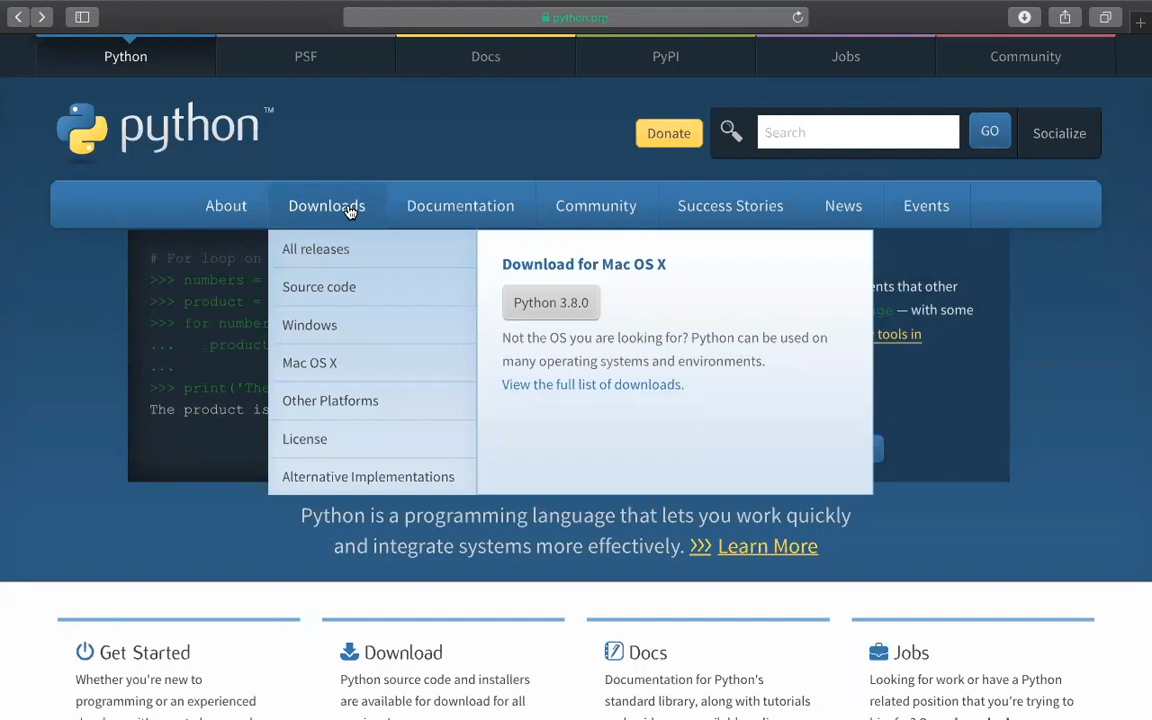 python.org
Python
PSF
Docs
PyPI
Jobs
Community
python™
Donate
Search
GO
Socialize
About
Downloads
Documentation
Community
Success Stories
News
Events
# For loop on
>>> numbers =
>>> product =
>>> for number
... product
...
>>> print('The
The product is
All releases
Source code
Windows
Mac OS X
Other Platforms
License
Alternative Implementations
Download for Mac OS X
Python 3.8.0
Not the OS you are looking for? Python can be used on
many operating systems and environments.
View the full list of downloads.
ents that other
— with some
tools in
Python is a programming language that lets you work quickly
and integrate systems more effectively. >>> Learn More
Get Started
Whether you're new to
programming or an experienced
Download
Python source code and installers
are available for download for all
Docs
Documentation for Python's
standard library, along with tutorials
Jobs
Looking for work or have a Python
related position that you're trying to